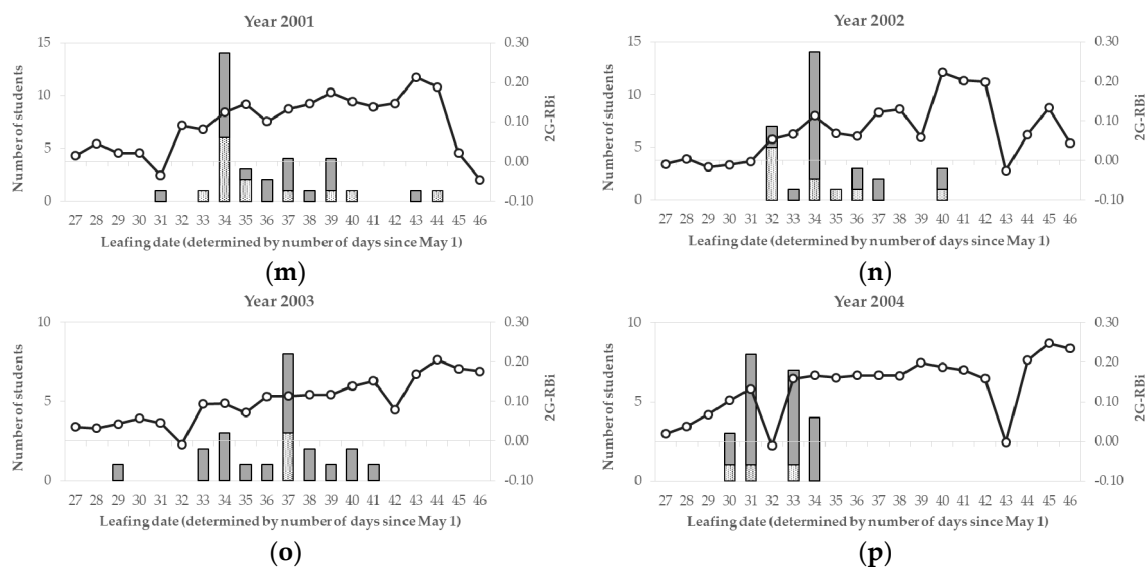 Year 2001
15
10
5
0
Number of students
0.30
0.20
0.10
0.00
-0.10
2G-RBi
27 28 29 30 31 32 33 34 35 36 37 38 39 40 41 42 43 44 45 46
Leafing date (determined by number of days since May 1)
(m)
Year 2002
15
10
5
0
Number of students
0.30
0.20
0.10
0.00
-0.10
2G-RBi
27 28 29 30 31 32 33 34 35 36 37 38 39 40 41 42 43 44 45 46
Leafing date (determined by number of days since May 1)
(n)
Year 2003
10
5
0
Number of students
0.30
0.20
0.10
0.00
-0.10
2G-RBi
27 28 29 30 31 32 33 34 35 36 37 38 39 40 41 42 43 44 45 46
Leafing date (determined by number of days since May 1)
(o)
Year 2004
10
5
0
Number of students
0.30
0.20
0.10
0.00
-0.10
2G-RBi
27 28 29 30 31 32 33 34 35 36 37 38 39 40 41 42 43 44 45 46
Leafing date (determined by number of days since May 1)
(p)